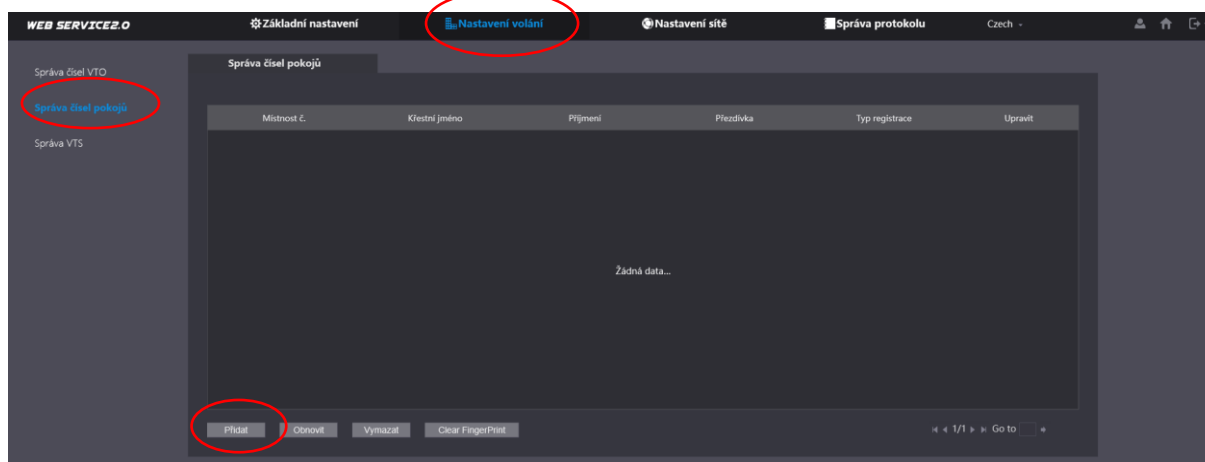 WEB SERVICE2.0 Základní nastavení Nastavení volání Nastavení sítě Správa protokolu Czech
Správa čísel VTO
Správa čísel pokojů
Správa VTS
Správa čísel pokojů
Místnost č. Křestní jméno Příjmení Přezdívka Typ registrace Upravit
Žádná data...
Přidat Obnovit Vymazat Clear FingerPrint 1/1 Go to